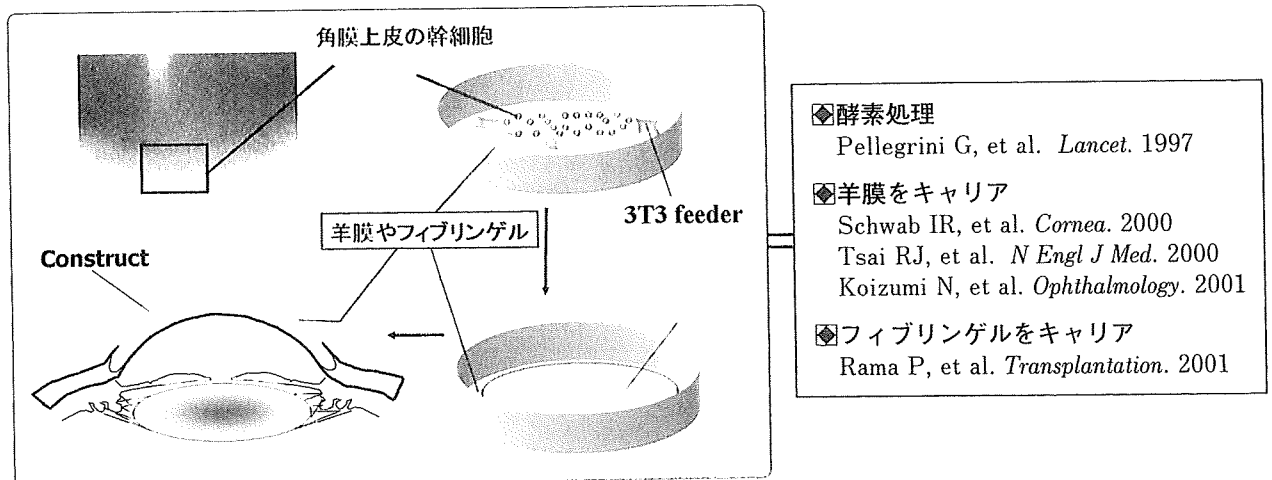 角膜上皮の幹細胞
3T3 feeder
羊膜やフィブリンゲル
Construct
酵素処理
Pellegrini G, et al. Lancet. 1997
羊膜をキャリア
Schwab IR, et al. Cornea. 2000
Tsai RJ, et al. N Engl J Med. 2000
Koizumi N, et al. Ophthalmology. 2001
フィブリンゲルをキャリア
Rama P, et al. Transplantation. 2001